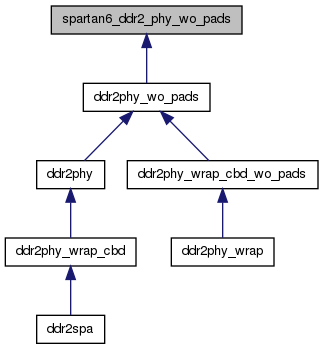 spartan6_ddr2_phy_wo_pads
ddr2phy_wo_pads
ddr2phy
ddr2phy_wrap_cbd_wo_pads
ddr2phy_wrap_cbd
ddr2phy_wrap
ddr2spa